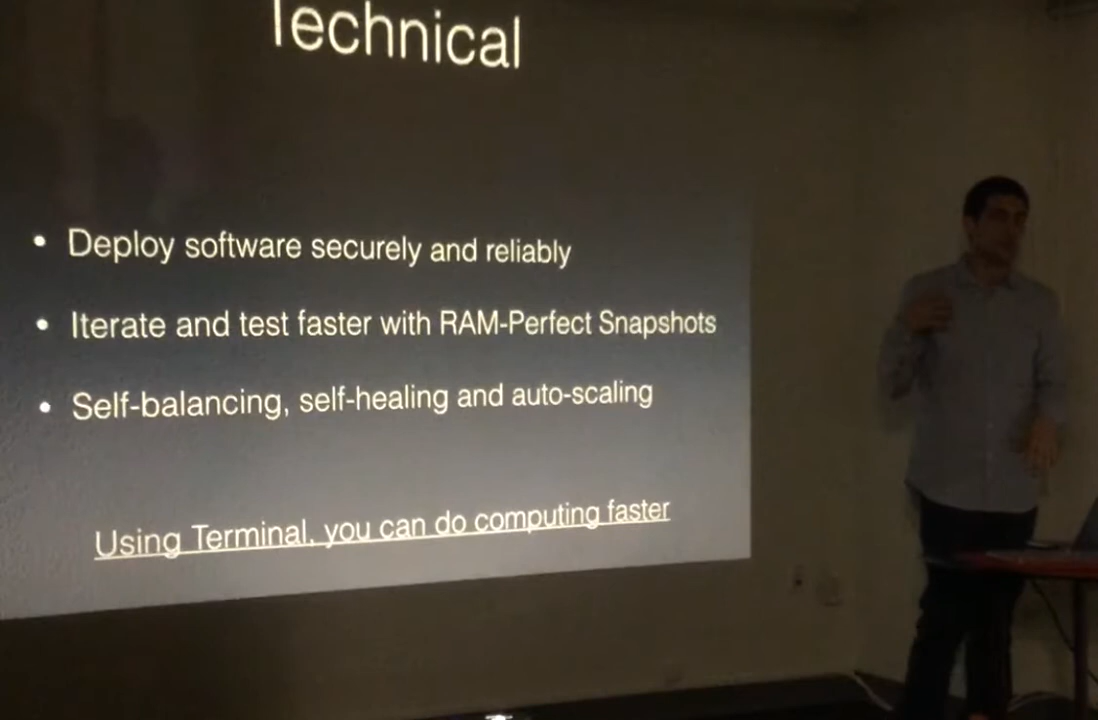 Technical
• Deploy software securely and reliably
• Iterate and test faster with RAM-Perfect Snapshots
• Self-balancing, self-healing and auto-scaling
Using Terminal, you can do computing faster